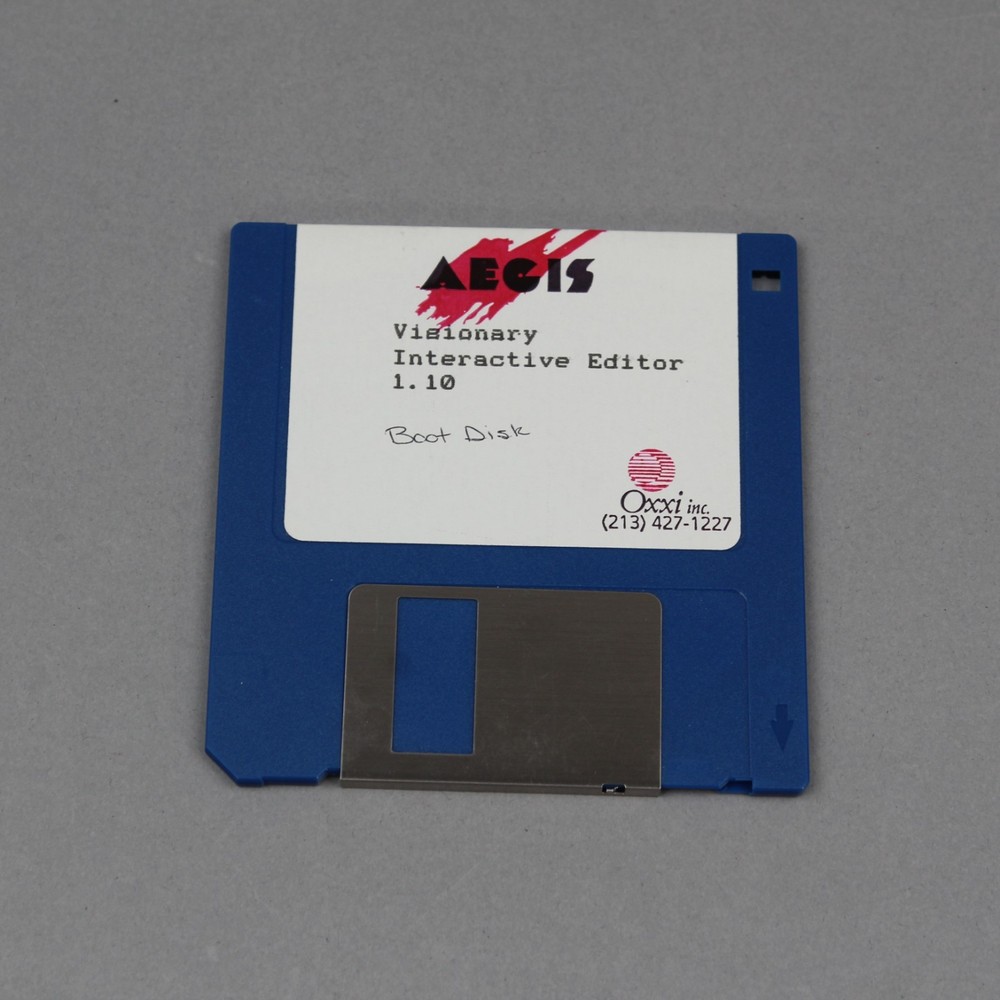 AEGIS
Visionary
Interactive Editor
1.10
Boot Disk
Oxxi inc.
(213) 427-1227